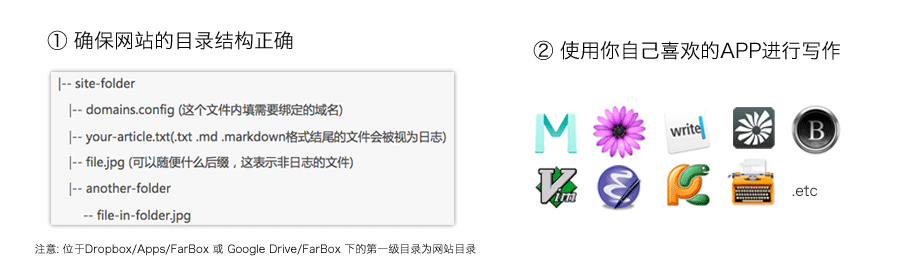 ① 确保网站的目录结构正确
|-- site-folder
|-- domains.config (这个文件内填需要绑定的域名)
|-- your-article.txt(.txt .md .markdown格式结尾的文件会被视为日志)
|-- file.jpg (可以随便什么后缀，这表示非日志的文件)
|-- another-folder
-- file-in-folder.jpg
注意: 位于Dropbox/Apps/FarBox 或 Google Drive/FarBox 下的第一级目录为网站目录
② 使用你自己喜欢的APP进行写作
write
B
Vim
PC
.etc